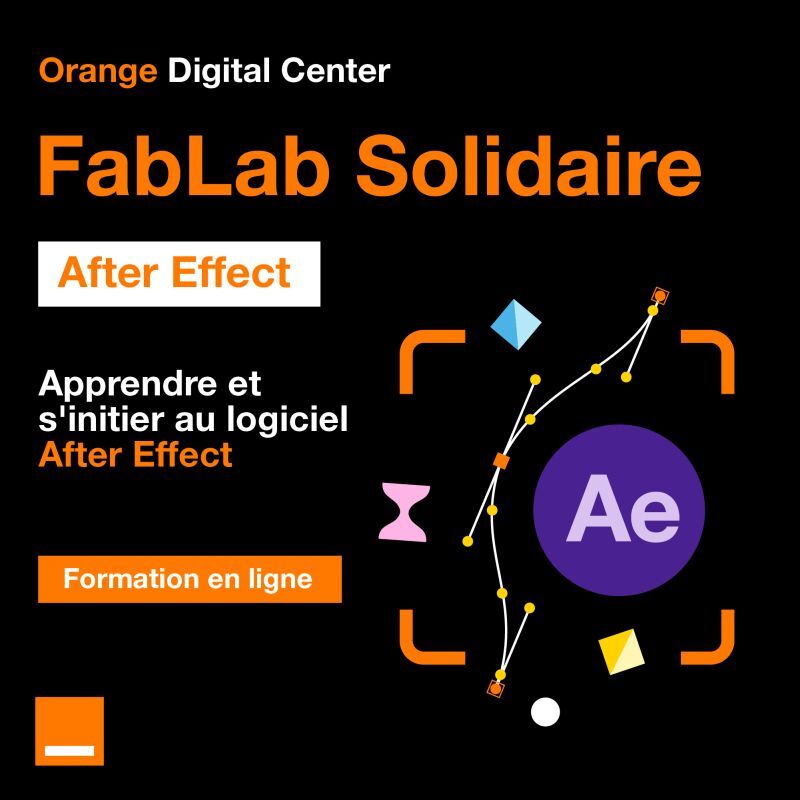 Orange Digital Center
FabLab Solidaire
After Effect
Apprendre et
s'initier au logiciel
After Effect
Ae
Formation en ligne